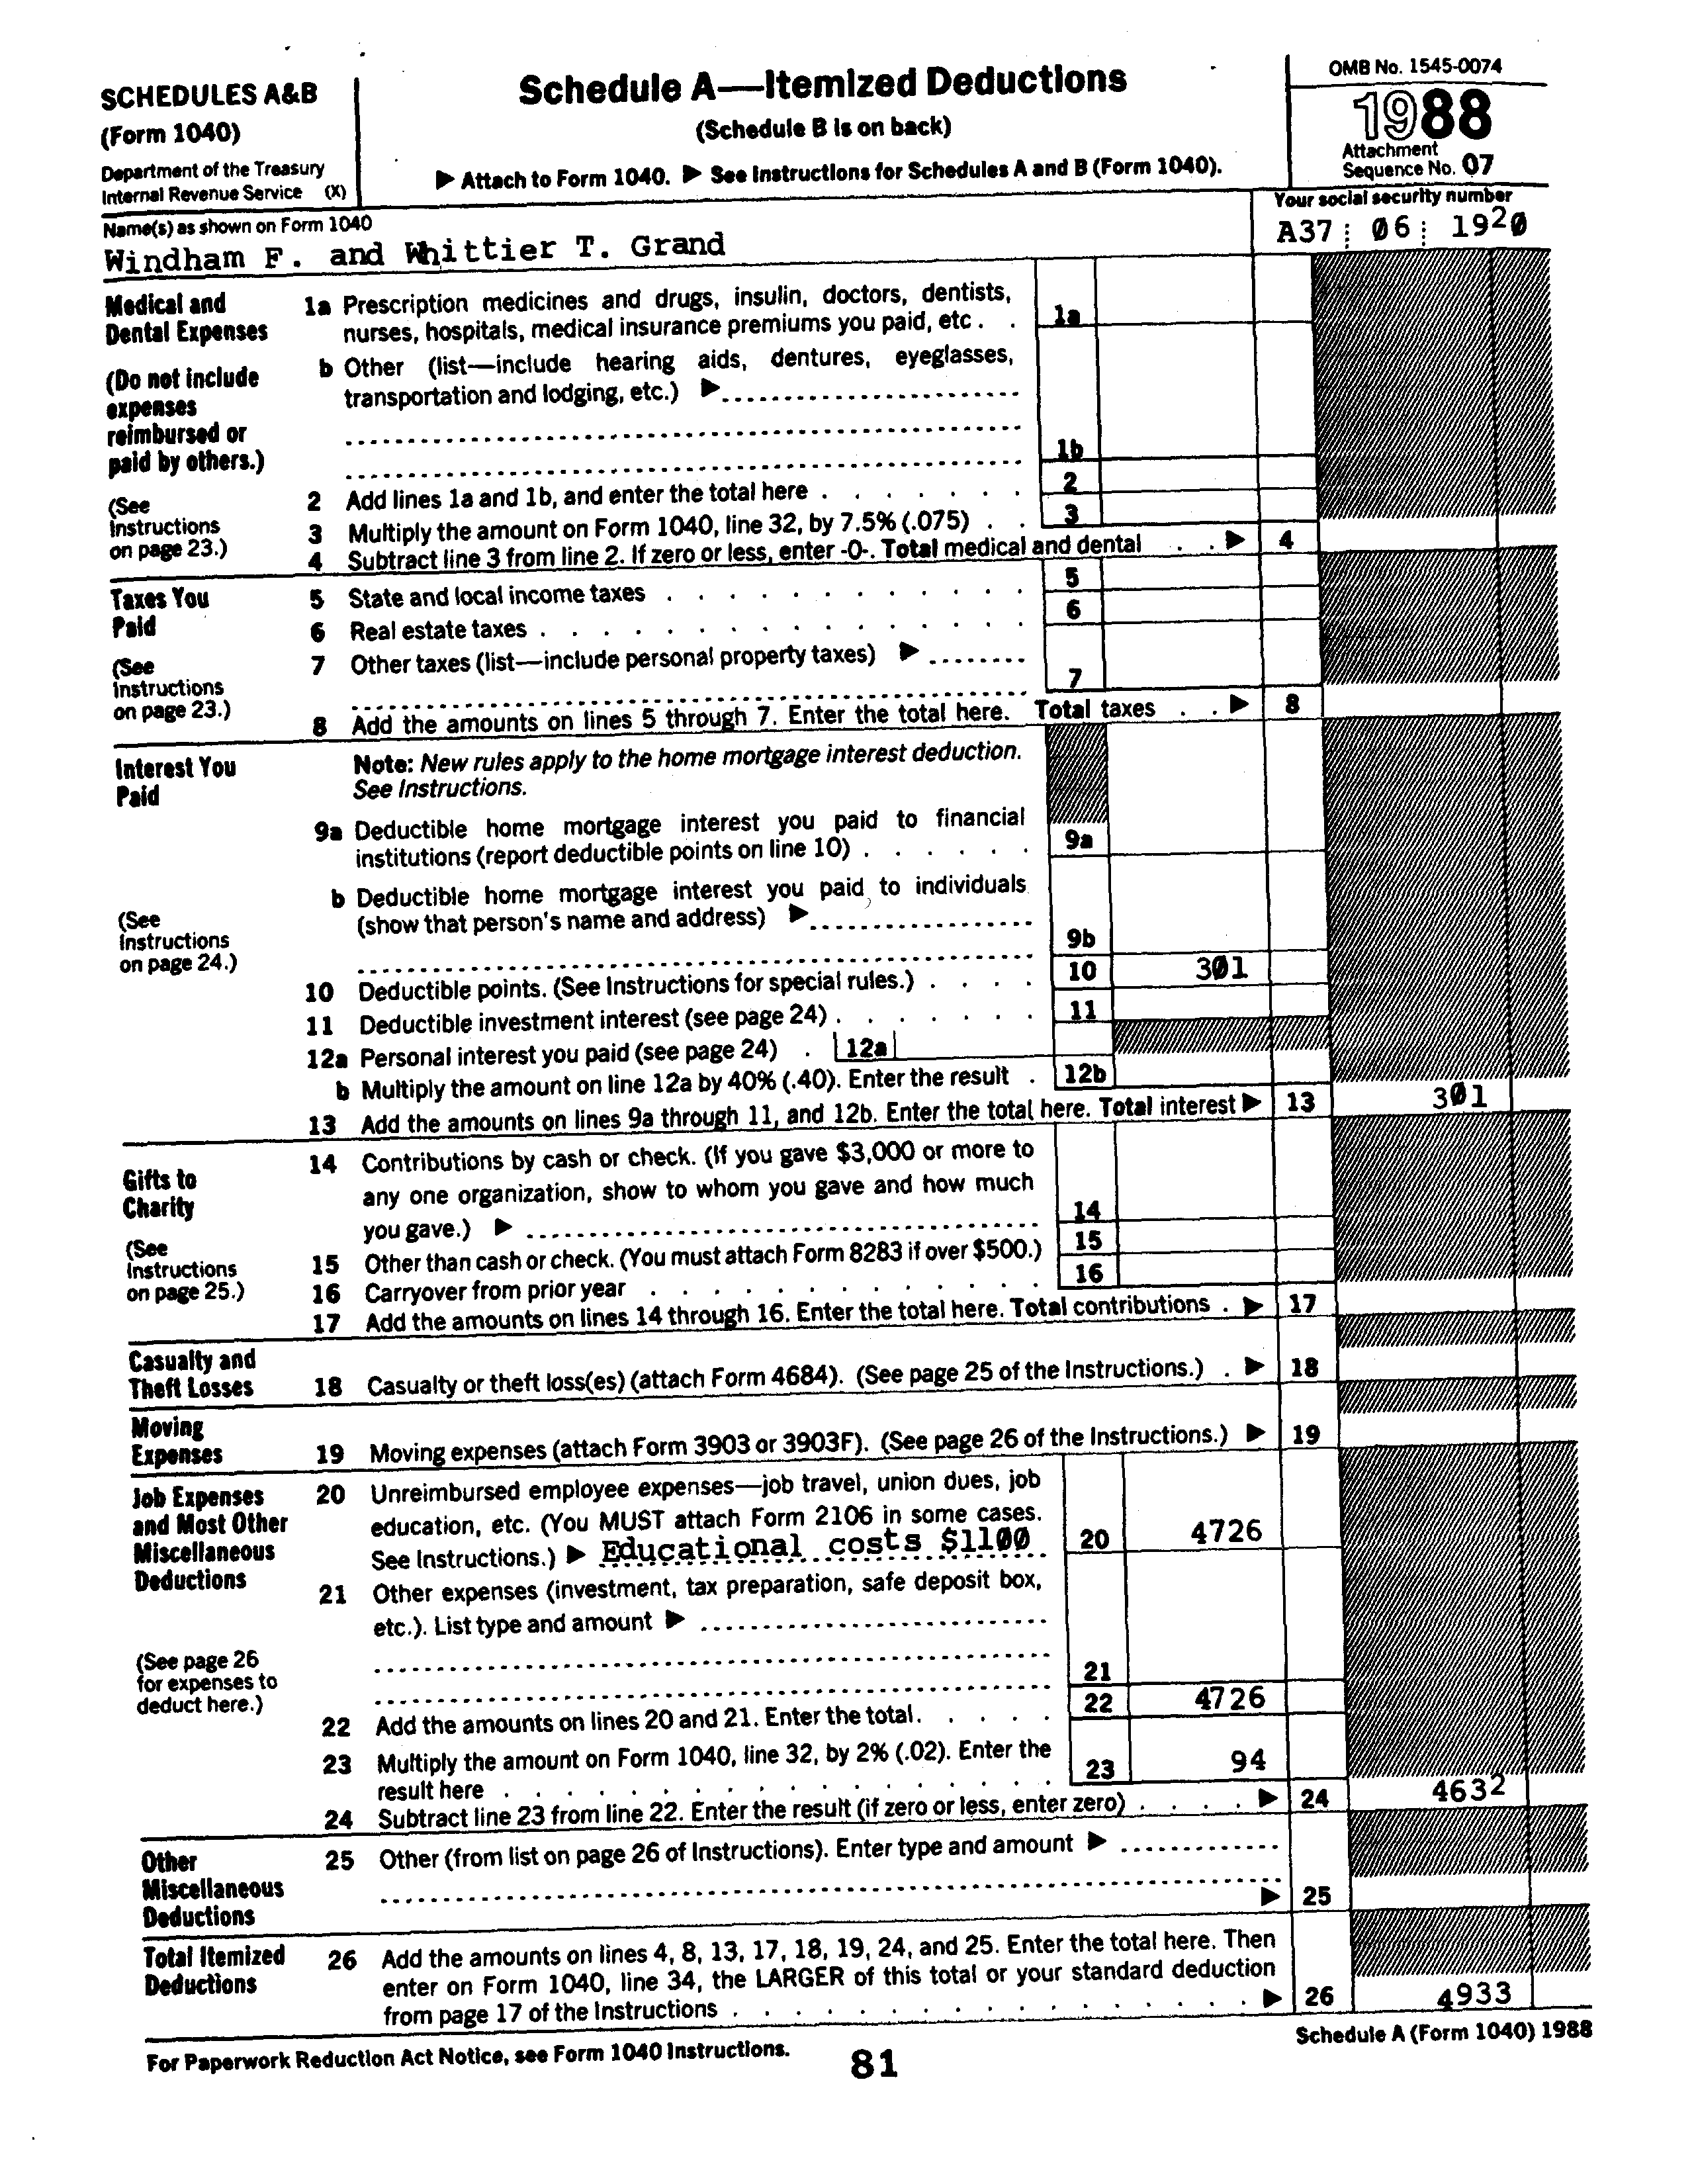 SCHEDULES A&B
(Form 1040)
Department of the Treasury
Internal Revenue Service (X)
Schedule A—Itemized Deductions
(Schedule B is on back)
▶ Attach to Form 1040. ▶ See Instructions for Schedules A and B (Form 1040).
OMB No. 1545-0074
1988
Attachment
Sequence No. 07
Name(s) as shown on Form 1040
Windham F. and Whittier T. Grand
Your social security number
A37 06 1920
Medical and
Dental Expenses
(Do not include
expenses
reimbursed or
paid by others.)
(See
Instructions
on page 23.)
1a Prescription medicines and drugs, insulin, doctors, dentists,
nurses, hospitals, medical insurance premiums you paid, etc . . 1a
b Other (list—include hearing aids, dentures, eyeglasses,
transportation and lodging, etc.) ▶
1b
2 Add lines 1a and 1b, and enter the total here . . . . . . . 2
3 Multiply the amount on Form 1040, line 32, by 7.5% (.075) . . 3
4 Subtract line 3 from line 2. If zero or less, enter -0-. Total medical and dental . . ▶ 4
Taxes You
Paid
(See
Instructions
on page 23.)
5 State and local income taxes . . . . . . . . . . . . 5
6 Real estate taxes . . . . . . . . . . . . . . . . 6
7 Other taxes (list—include personal property taxes) ▶
7
8 Add the amounts on lines 5 through 7. Enter the total here. Total taxes . . ▶ 8
Interest You
Paid
(See
Instructions
on page 24.)
Note: New rules apply to the home mortgage interest deduction.
See Instructions.
9a Deductible home mortgage interest you paid to financial
institutions (report deductible points on line 10) . . . . . . 9a
b Deductible home mortgage interest you paid to individuals
(show that person's name and address) ▶
9b
10 Deductible points. (See Instructions for special rules.) . . . . 10 301
11 Deductible investment interest (see page 24) . . . . . . . 11
12a Personal interest you paid (see page 24) . 12a
b Multiply the amount on line 12a by 40% (.40). Enter the result . 12b
13 Add the amounts on lines 9a through 11, and 12b. Enter the total here. Total interest ▶ 13 301
Gifts to
Charity
(See
Instructions
on page 25.)
14 Contributions by cash or check. (If you gave $3,000 or more to
any one organization, show to whom you gave and how much
you gave.) ▶ 14
15 Other than cash or check. (You must attach Form 8283 if over $500.) 15
16 Carryover from prior year . . . . . . . . . . . . 16
17 Add the amounts on lines 14 through 16. Enter the total here. Total contributions . ▶ 17
Casualty and
Theft Losses
18 Casualty or theft loss(es) (attach Form 4684). (See page 25 of the Instructions.) . ▶ 18
Moving
Expenses
19 Moving expenses (attach Form 3903 or 3903F). (See page 26 of the Instructions.) ▶ 19
Job Expenses
and Most Other
Miscellaneous
Deductions
(See page 26
for expenses to
deduct here.)
20 Unreimbursed employee expenses—job travel, union dues, job
education, etc. (You MUST attach Form 2106 in some cases.
See Instructions.) ▶ Educational costs $1100 20 4726
21 Other expenses (investment, tax preparation, safe deposit box,
etc.). List type and amount ▶
21
22 Add the amounts on lines 20 and 21. Enter the total. . . . . 22 4726
23 Multiply the amount on Form 1040, line 32, by 2% (.02). Enter the
result here . . . . . . . . . . . . . . . . . 23 94
24 Subtract line 23 from line 22. Enter the result (if zero or less, enter zero) . . . . ▶ 24 4632
Other
Miscellaneous
Deductions
25 Other (from list on page 26 of Instructions). Enter type and amount ▶
▶ 25
Total Itemized
Deductions
26 Add the amounts on lines 4, 8, 13, 17, 18, 19, 24, and 25. Enter the total here. Then
enter on Form 1040, line 34, the LARGER of this total or your standard deduction
from page 17 of the Instructions . . . . . . . . . . . . . . . . ▶ 26 4933
For Paperwork Reduction Act Notice, see Form 1040 Instructions.
81
Schedule A (Form 1040) 1988